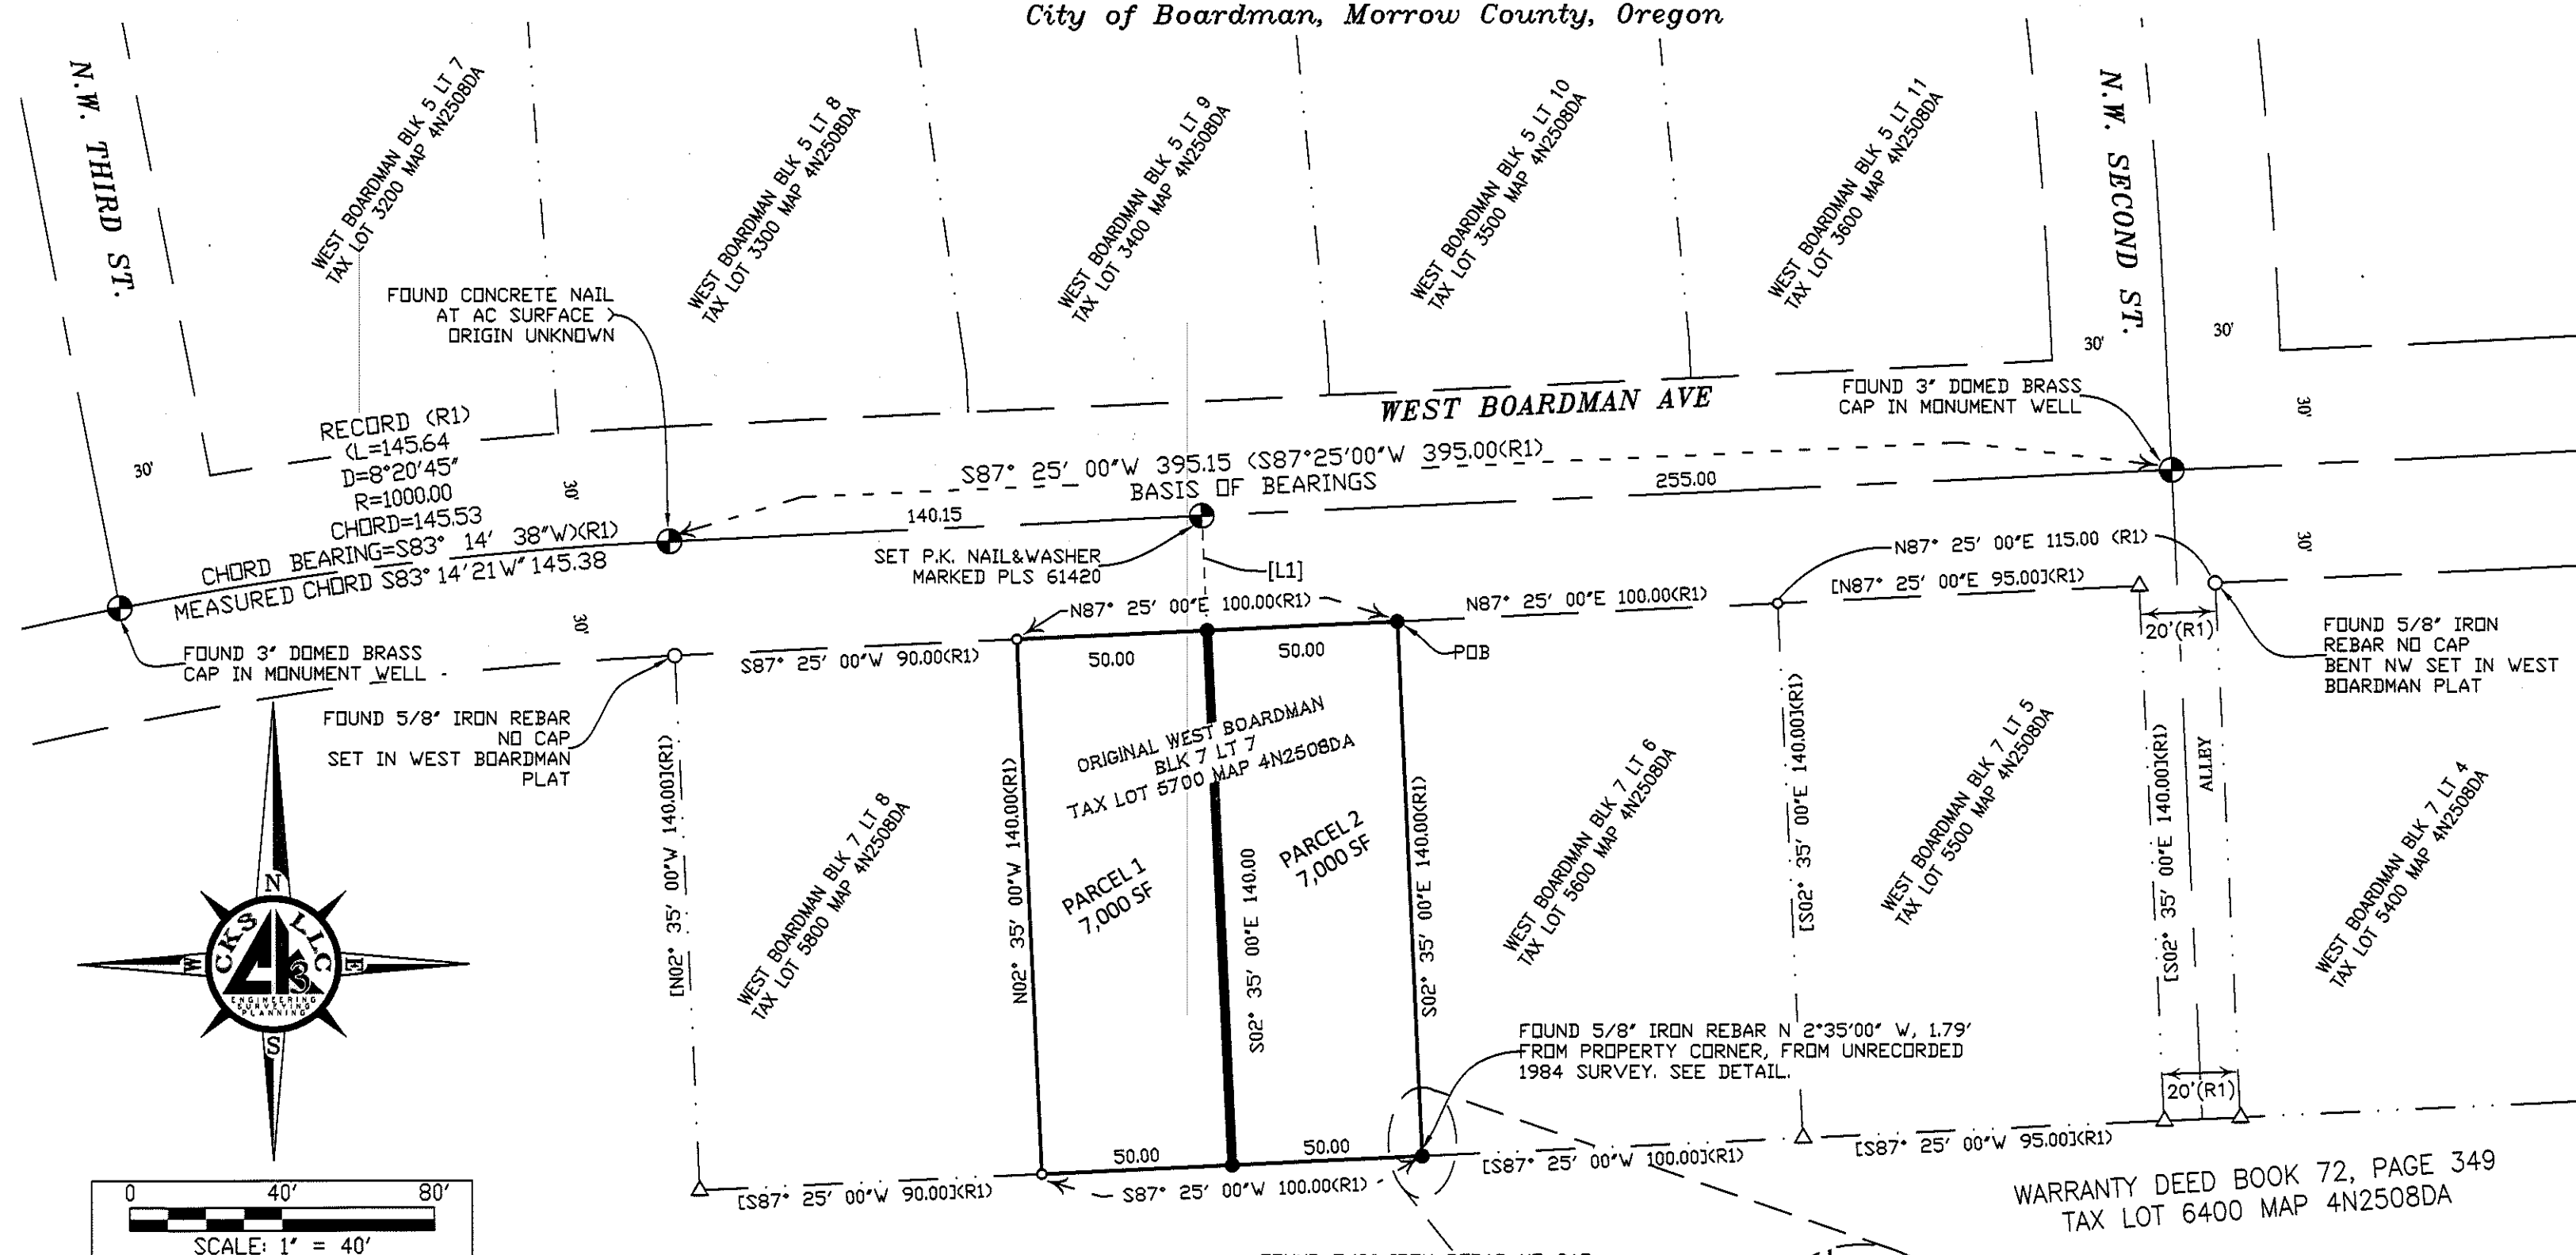 City of Boardman, Morrow County, Oregon
N.W. THIRD ST.
WEST BOARDMAN BLK 5 LT 7
TAX LOT 3200 MAP 4N2508DA
WEST BOARDMAN BLK 5 LT 8
TAX LOT 3300 MAP 4N2508DA
WEST BOARDMAN BLK 5 LT 9
TAX LOT 3400 MAP 4N2508DA
WEST BOARDMAN BLK 5 LT 10
TAX LOT 3500 MAP 4N2508DA
WEST BOARDMAN BLK 5 LT 11
TAX LOT 3600 MAP 4N2508DA
N.W. SECOND ST.
30'
30'
FOUND CONCRETE NAIL
AT AC SURFACE
ORIGIN UNKNOWN
WEST BOARDMAN AVE
FOUND 3" DOMED BRASS
CAP IN MONUMENT WELL
30'
30'
RECORD (R1)
(L=145.64
D=8°20'45"
R=1000.00
CHORD=145.53
CHORD BEARING=S83° 14' 38"W)(R1)
MEASURED CHORD S83°14'21W" 145.38
30'
30'
30'
S87° 25' 00"W 395.15 (S87°25'00"W 395.00(R1)
BASIS OF BEARINGS
140.15
255.00
SET P.K. NAIL&WASHER
MARKED PLS 61420
[L1]
N87° 25' 00"E 115.00 (R1)
[N87° 25' 00"E 95.00](R1)
N87° 25' 00"E 100.00(R1)
N87° 25' 00"E 100.00(R1)
20'(R1)
FOUND 5/8" IRON
REBAR NO CAP
BENT NW SET IN WEST
BOARDMAN PLAT
FOUND 3" DOMED BRASS
CAP IN MONUMENT WELL
S87° 25' 00"W 90.00(R1)
50.00
50.00
POB
FOUND 5/8" IRON REBAR
NO CAP
SET IN WEST BOARDMAN
PLAT
[N02° 35' 00"W 140.00](R1)
WEST BOARDMAN BLK 7 LT 8
TAX LOT 5800 MAP 4N2508DA
N02° 35' 00"W 140.00(R1)
ORIGINAL WEST BOARDMAN
BLK 7 LT 7
TAX LOT 5700 MAP 4N2508DA
PARCEL 1
7,000 SF
S02° 35' 00"E 140.00
PARCEL 2
7,000 SF
S02° 35' 00"E 140.00(R1)
WEST BOARDMAN BLK 7 LT 6
TAX LOT 5600 MAP 4N2508DA
[S02° 35' 00"E 140.00](R1)
WEST BOARDMAN BLK 7 LT 5
TAX LOT 5500 MAP 4N2508DA
[S02° 35' 00"E 140.00](R1)
ALLEY
WEST BOARDMAN BLK 7 LT 4
TAX LOT 5400 MAP 4N2508DA
N
W
E
S
CKS LLC
ENGINEERING
SURVEYING
PLANNING
FOUND 5/8" IRON REBAR N 2°35'00" W, 1.79'
FROM PROPERTY CORNER, FROM UNRECORDED
1984 SURVEY. SEE DETAIL.
20'(R1)
50.00
50.00
[S87° 25' 00"W 90.00](R1)
S87° 25' 00"W 100.00(R1)
[S87° 25' 00"W 100.00](R1)
[S87° 25' 00"W 95.00](R1)
WARRANTY DEED BOOK 72, PAGE 349
TAX LOT 6400 MAP 4N2508DA
0 40' 80'
SCALE: 1" = 40'